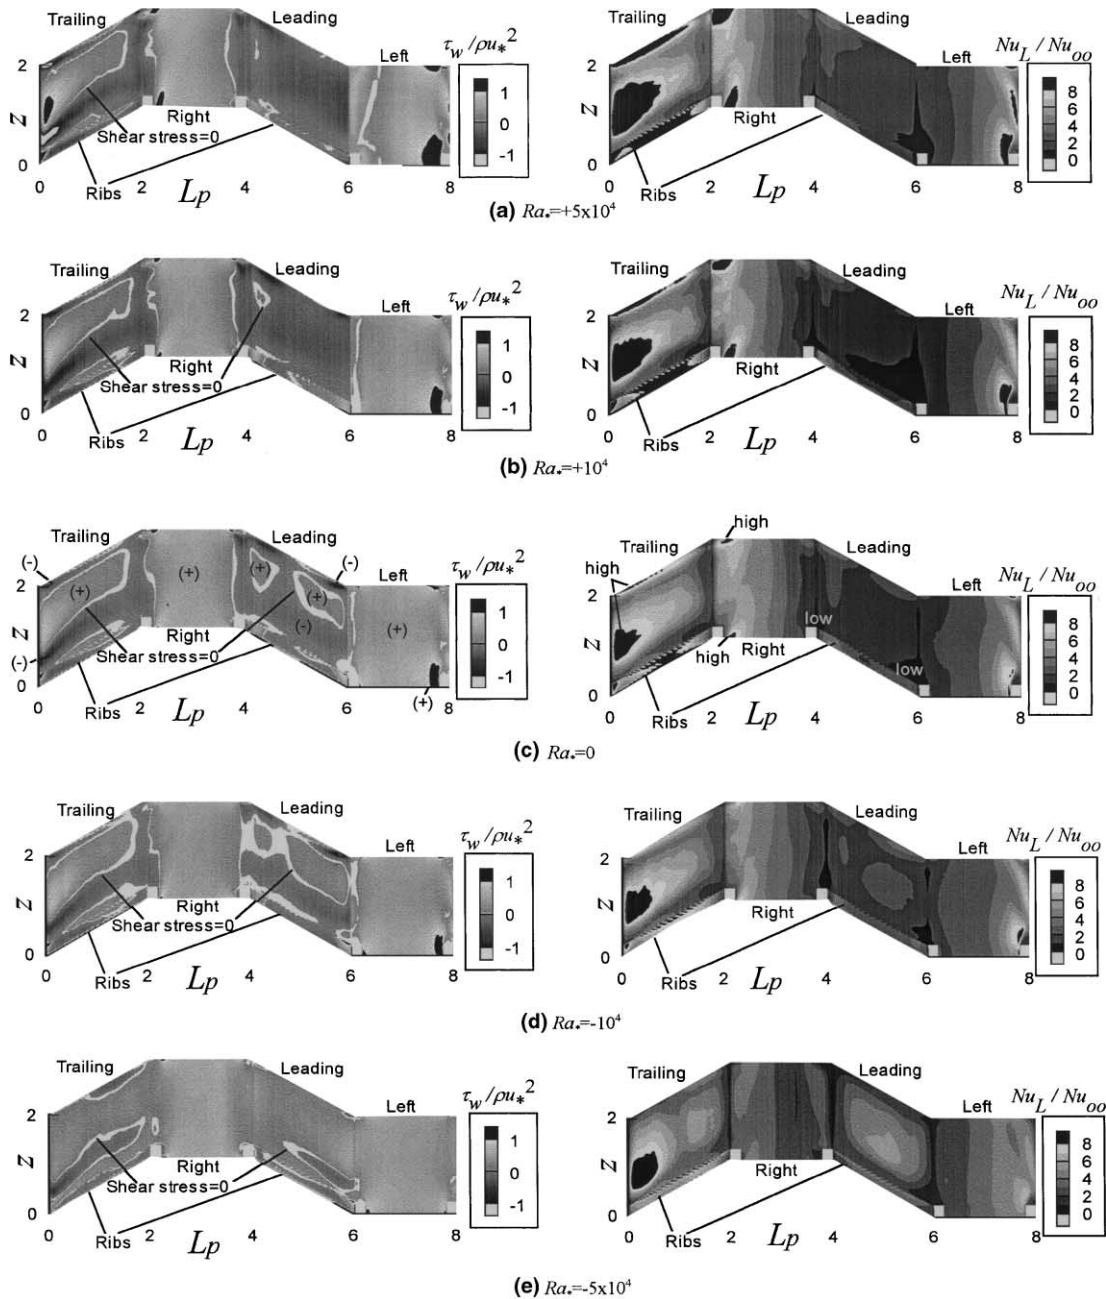 Trailing Leading τw/ρu*² Left
Z 2 0 Right Shear stress=0 Ribs
1 0 -1
0 2 4 6 8 Lp
Trailing Leading NuL/Nuoo Left
2 Z 0 Right Ribs
8 6 4 2 0
0 2 4 6 8 Lp
(a) Ra*=+5x10⁴
Trailing Leading τw/ρu*² Left
Z 2 0 Right Shear stress=0 Ribs
1 0 -1
0 2 4 6 8 Lp
Trailing Leading NuL/Nuoo Left
2 Z 0 Right Ribs
8 6 4 2 0
0 2 4 6 8 Lp
(b) Ra*=+10⁴
Trailing Leading τw/ρu*² Left
(-) (+) (+) (+) (-) (+) (-) (+) (-) (+)
Z 2 0 Right Shear stress=0 Ribs
1 0 -1
0 2 4 6 8 Lp
high Trailing Leading NuL/Nuoo Left
high low high low
2 Z 0 Right Ribs
8 6 4 2 0
0 2 4 6 8 Lp
(c) Ra*=0
Trailing Leading τw/ρu*² Left
Z 2 0 Right Shear stress=0 Ribs
1 0 -1
0 2 4 6 8 Lp
Trailing Leading NuL/Nuoo Left
2 Z 0 Right Ribs
8 6 4 2 0
0 2 4 6 8 Lp
(d) Ra*=-10⁴
Trailing Leading τw/ρu*² Left
Z 2 0 Right Shear stress=0 Ribs
1 0 -1
0 2 4 6 8 Lp
Trailing Leading NuL/Nuoo Left
2 Z 0 Right Ribs
8 6 4 2 0
0 2 4 6 8 Lp
(e) Ra*=-5x10⁴